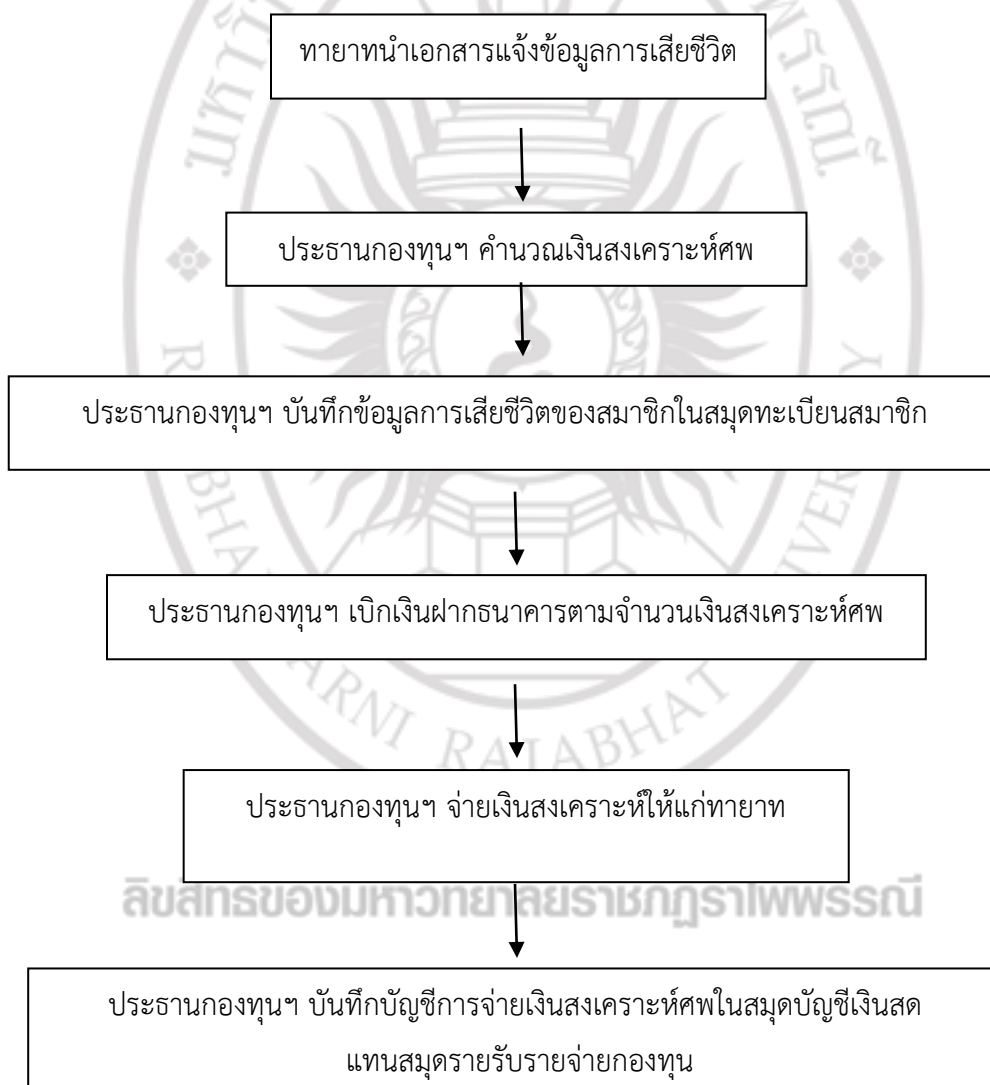 ทายาทนำเอกสารแจ้งข้อมูลการเสียชีวิต
ประธานกองทุนฯ คำนวณเงินสงเคราะห์ศพ
ประธานกองทุนฯ บันทึกข้อมูลการเสียชีวิตของสมาชิกในสมุดทะเบียนสมาชิก
ประธานกองทุนฯ เบิกเงินฝากธนาคารตามจำนวนเงินสงเคราะห์ศพ
RAJABHAT
ประธานกองทุนฯ จ่ายเงินสงเคราะห์ให้แก่ทายาท
ลิขสิทธิ์ของมหาวิทยาลัยราชภัฏรำไพพรรณี
ประธานกองทุนฯ บันทึกบัญชีการจ่ายเงินสงเคราะห์ศพในสมุดบัญชีเงินสด
แทนสมุดรายรับรายจ่ายกองทุน